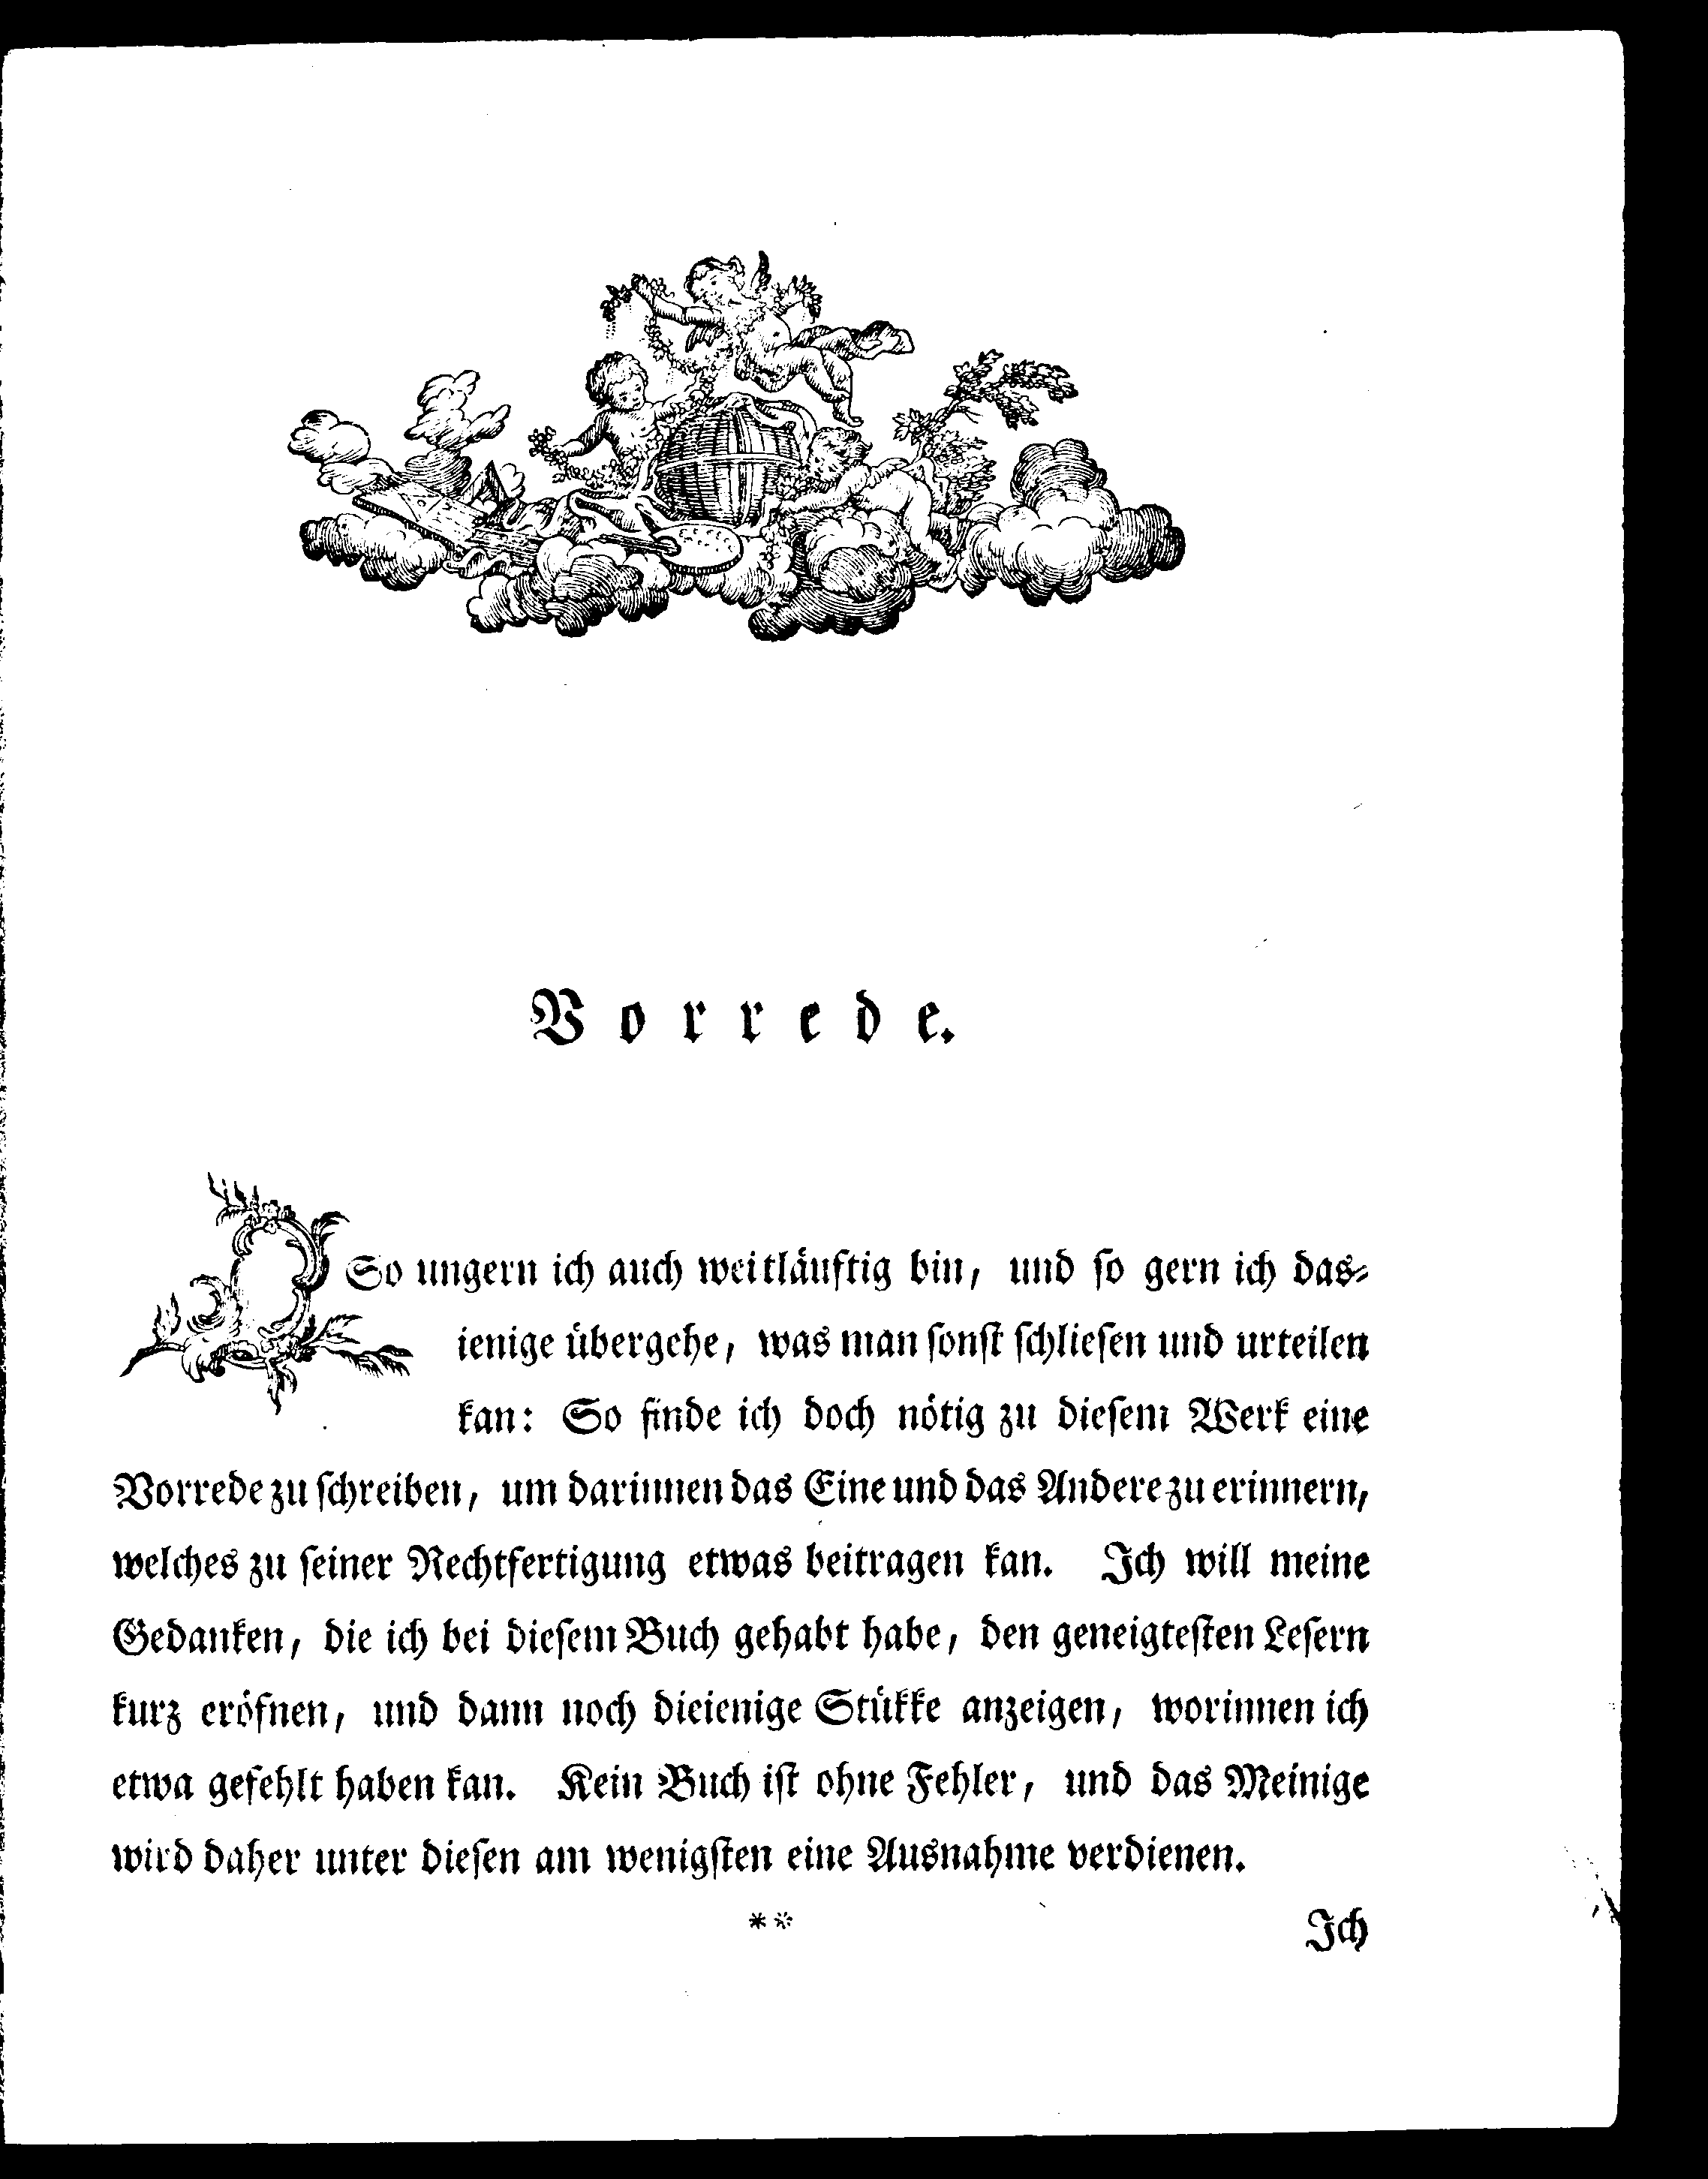 Vorrede.
So ungern ich auch weitläuftig bin, und ſo gern ich das⸗
ienige übergehe, was man ſonſt ſchlieſen und urteilen
kan: So finde ich doch nötig zu dieſem Werk eine
Vorrede zu ſchreiben, um darinnen das Eine und das Andere zu erinnern,
welches zu ſeiner Rechtfertigung etwas beitragen kan. Ich will meine
Gedanken, die ich bei dieſem Buch gehabt habe, den geneigteſten Leſern
kurz eröfnen, und dann noch dieienige Stükke anzeigen, worinnen ich
etwa gefehlt haben kan. Kein Buch iſt ohne Fehler, und das Meinige
wird daher unter dieſen am wenigſten eine Ausnahme verdienen.
** Ich